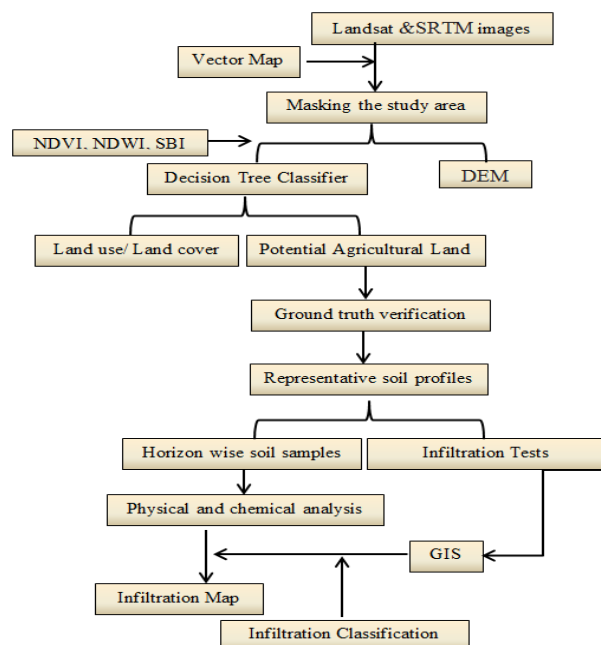 Landsat &SRTM images
Vector Map
Masking the study area
NDVI, NDWI, SBI
Decision Tree Classifier
DEM
Land use/ Land cover
Potential Agricultural Land
Ground truth verification
Representative soil profiles
Horizon wise soil samples
Infiltration Tests
Physical and chemical analysis
GIS
Infiltration Map
Infiltration Classification